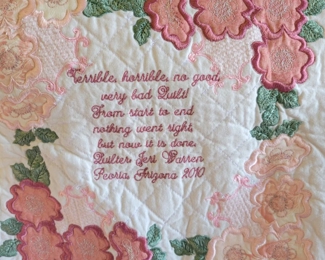 Terrible, horrible, no good,
very bad Quilt!
From start to end
nothing went right,
but now it is done.
Quilter Jeri Warren
Peoria, Arizona 2010